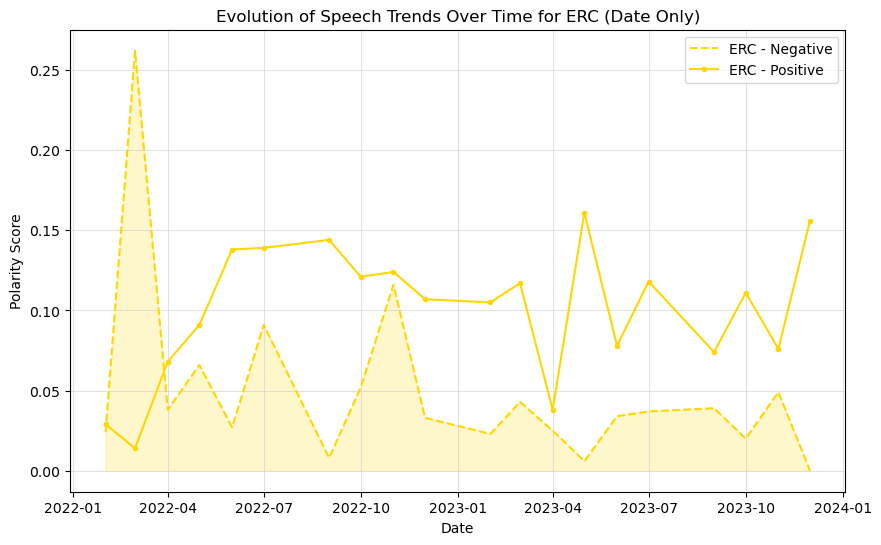 Evolution of Speech Trends Over Time for ERC (Date Only)
ERC - Negative
ERC - Positive
Polarity Score
0.25
0.20
0.15
0.10
0.05
0.00
2022-01 2022-04 2022-07 2022-10 2023-01 2023-04 2023-07 2023-10 2024-01
Date